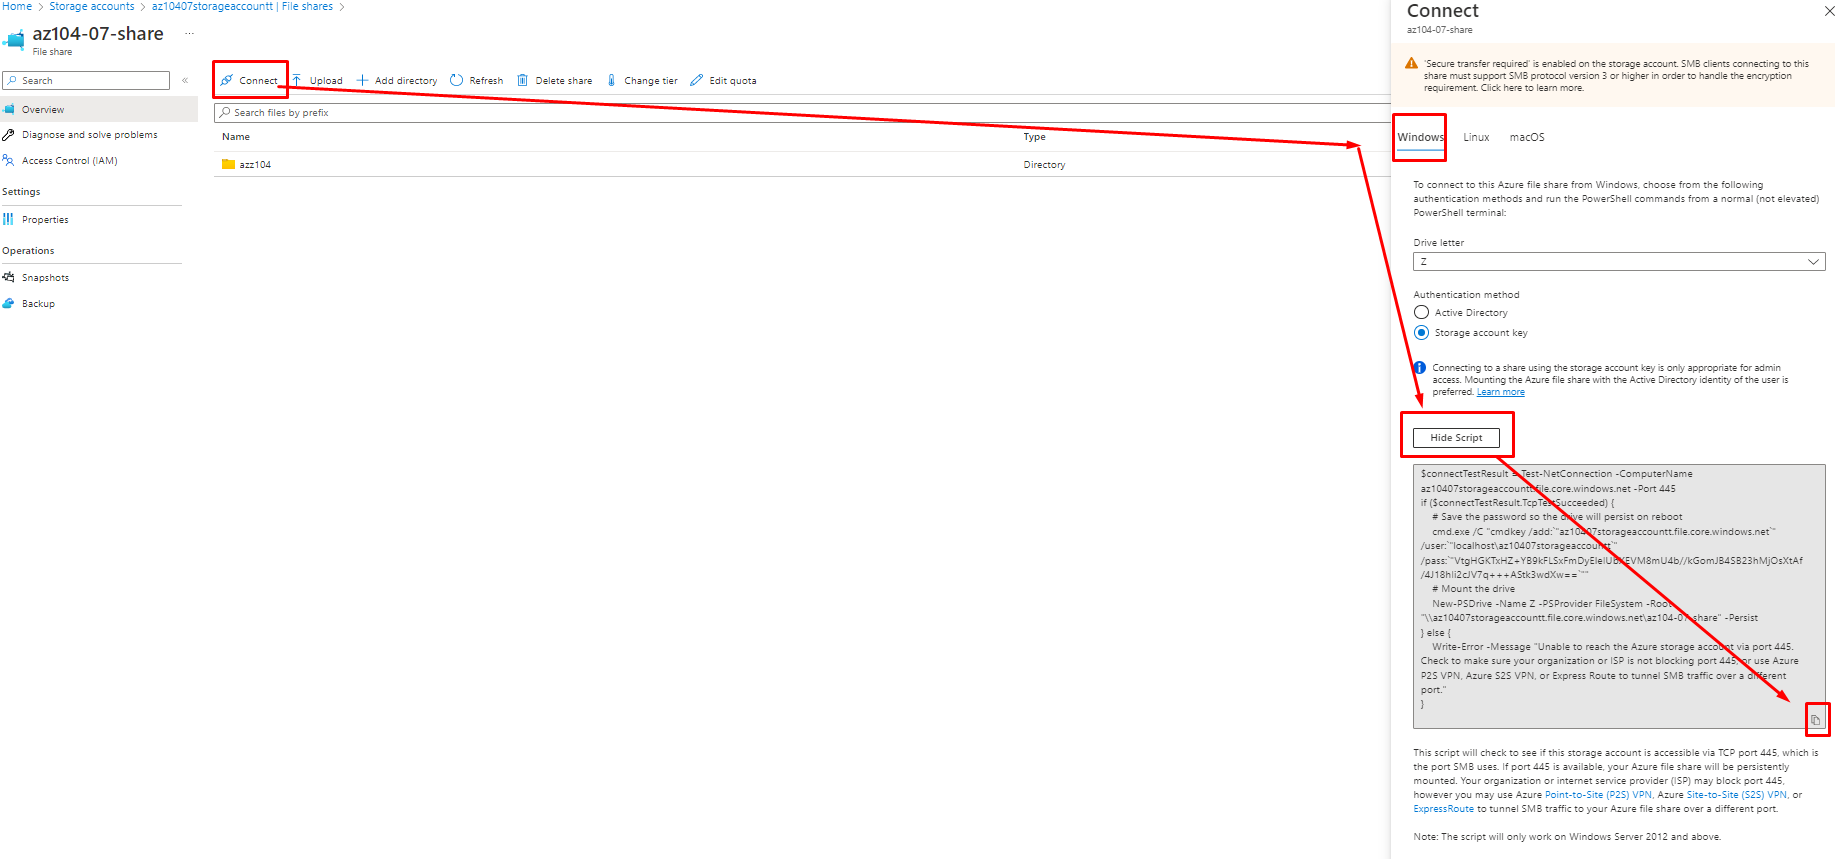 Home > Storage accounts > az10407storageaccountt | File shares >
az104-07-share
...
File share
Search
«
Overview
Diagnose and solve problems
Access Control (IAM)
Settings
Properties
Operations
Snapshots
Backup
Connect
Upload
Add directory
Refresh
Delete share
Change tier
Edit quota
Search files by prefix
Name
Type
azz104
Directory
Connect
az104-07-share
'Secure transfer required' is enabled on the storage account. SMB clients connecting to this
share must support SMB protocol version 3 or higher in order to handle the encryption
requirement. Click here to learn more.
Windows
Linux
macOS
To connect to this Azure file share from Windows, choose from the following
authentication methods and run the PowerShell commands from a normal (not elevated)
PowerShell terminal:
Drive letter
Z
Authentication method
Active Directory
Storage account key
Connecting to a share using the storage account key is only appropriate for admin
access. Mounting the Azure file share with the Active Directory identity of the user is
preferred. Learn more
Hide Script
$connectTestResult = Test-NetConnection -ComputerName
az10407storageaccountt.file.core.windows.net -Port 445
if ($connectTestResult.TcpTestSucceeded) {
# Save the password so the drive will persist on reboot
cmd.exe /C "cmdkey /add:`"az10407storageaccountt.file.core.windows.net`"
/user:`"localhost\az10407storageaccountt`"
/pass:`"
# Mount the drive
New-PSDrive -Name Z -PSProvider FileSystem -Root
"\\az10407storageaccountt.file.core.windows.net\az104-07-share" -Persist
} else {
Write-Error -Message "Unable to reach the Azure storage account via port 445.
Check to make sure your organization or ISP is not blocking port 445, or use Azure
P2S VPN, Azure S2S VPN, or Express Route to tunnel SMB traffic over a different
port."
}
This script will check to see if this storage account is accessible via TCP port 445, which is
the port SMB uses. If port 445 is available, your Azure file share will be persistently
mounted. Your organization or internet service provider (ISP) may block port 445,
however you may use Azure Point-to-Site (P2S) VPN, Azure Site-to-Site (S2S) VPN, or
ExpressRoute to tunnel SMB traffic to your Azure file share over a different port.
Note: The script will only work on Windows Server 2012 and above.